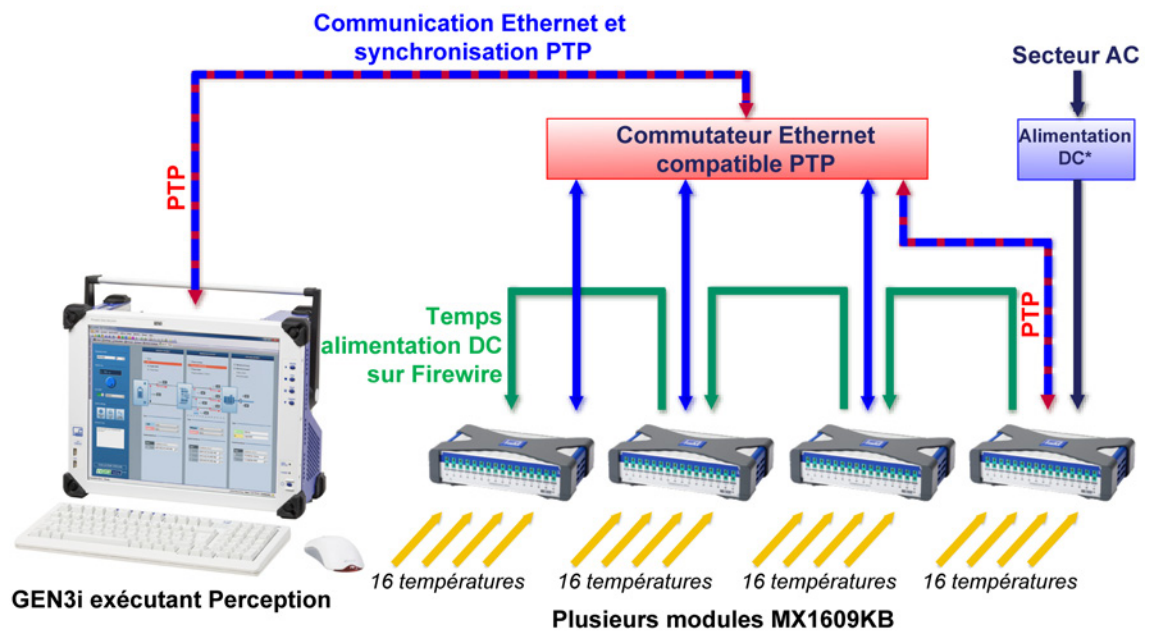 Communication Ethernet et
synchronisation PTP
Secteur AC
Commutateur Ethernet
compatible PTP
Alimentation
DC*
PTP
Temps
alimentation DC
sur Firewire
PTP
16 températures
16 températures
16 températures
16 températures
GEN3i exécutant Perception
Plusieurs modules MX1609KB